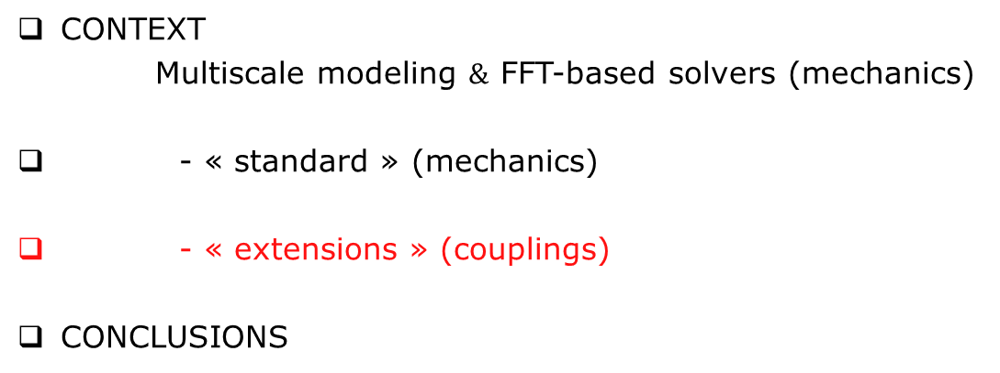 ❑ CONTEXT
Multiscale modeling & FFT-based solvers (mechanics)
❑ - « standard » (mechanics)
❑ - « extensions » (couplings)
❑ CONCLUSIONS